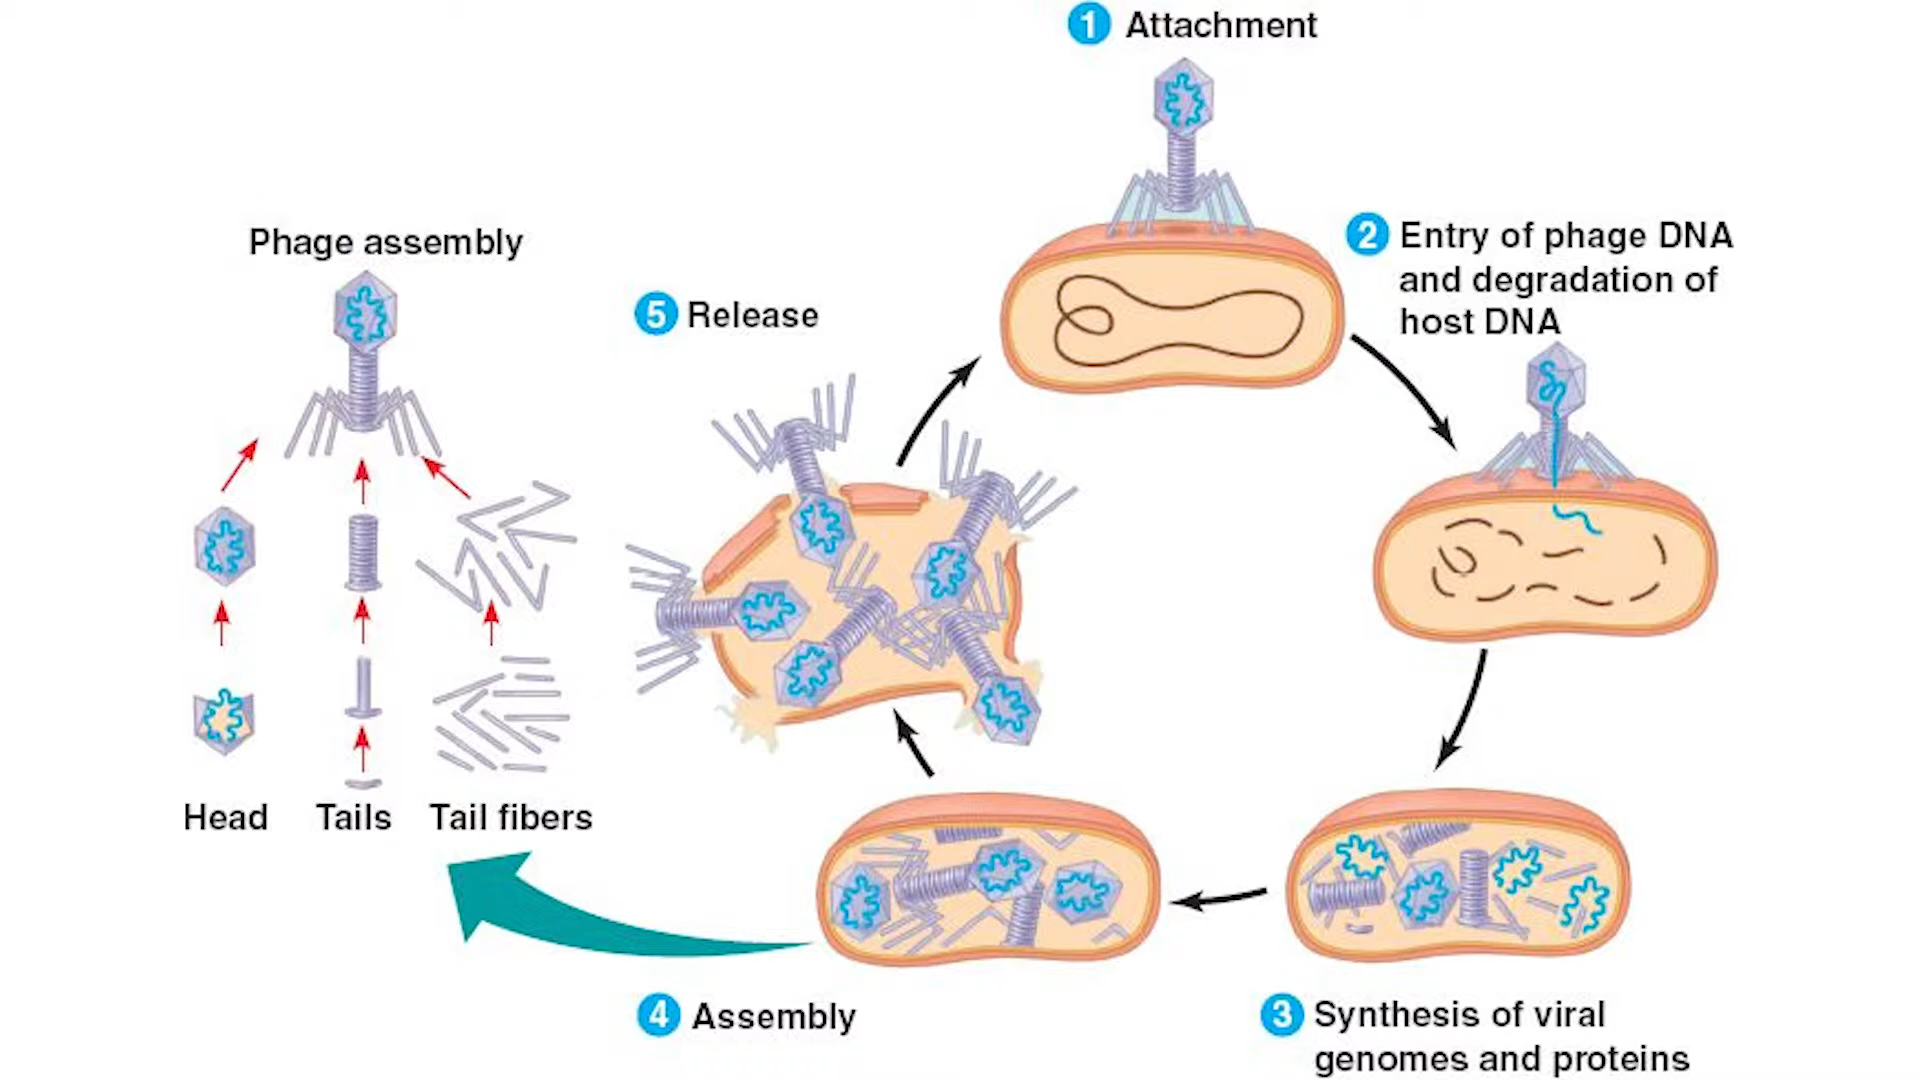 1 Attachment
2 Entry of phage DNA
and degradation of
host DNA
3 Synthesis of viral
genomes and proteins
4 Assembly
5 Release
Phage assembly
Head Tails Tail fibers